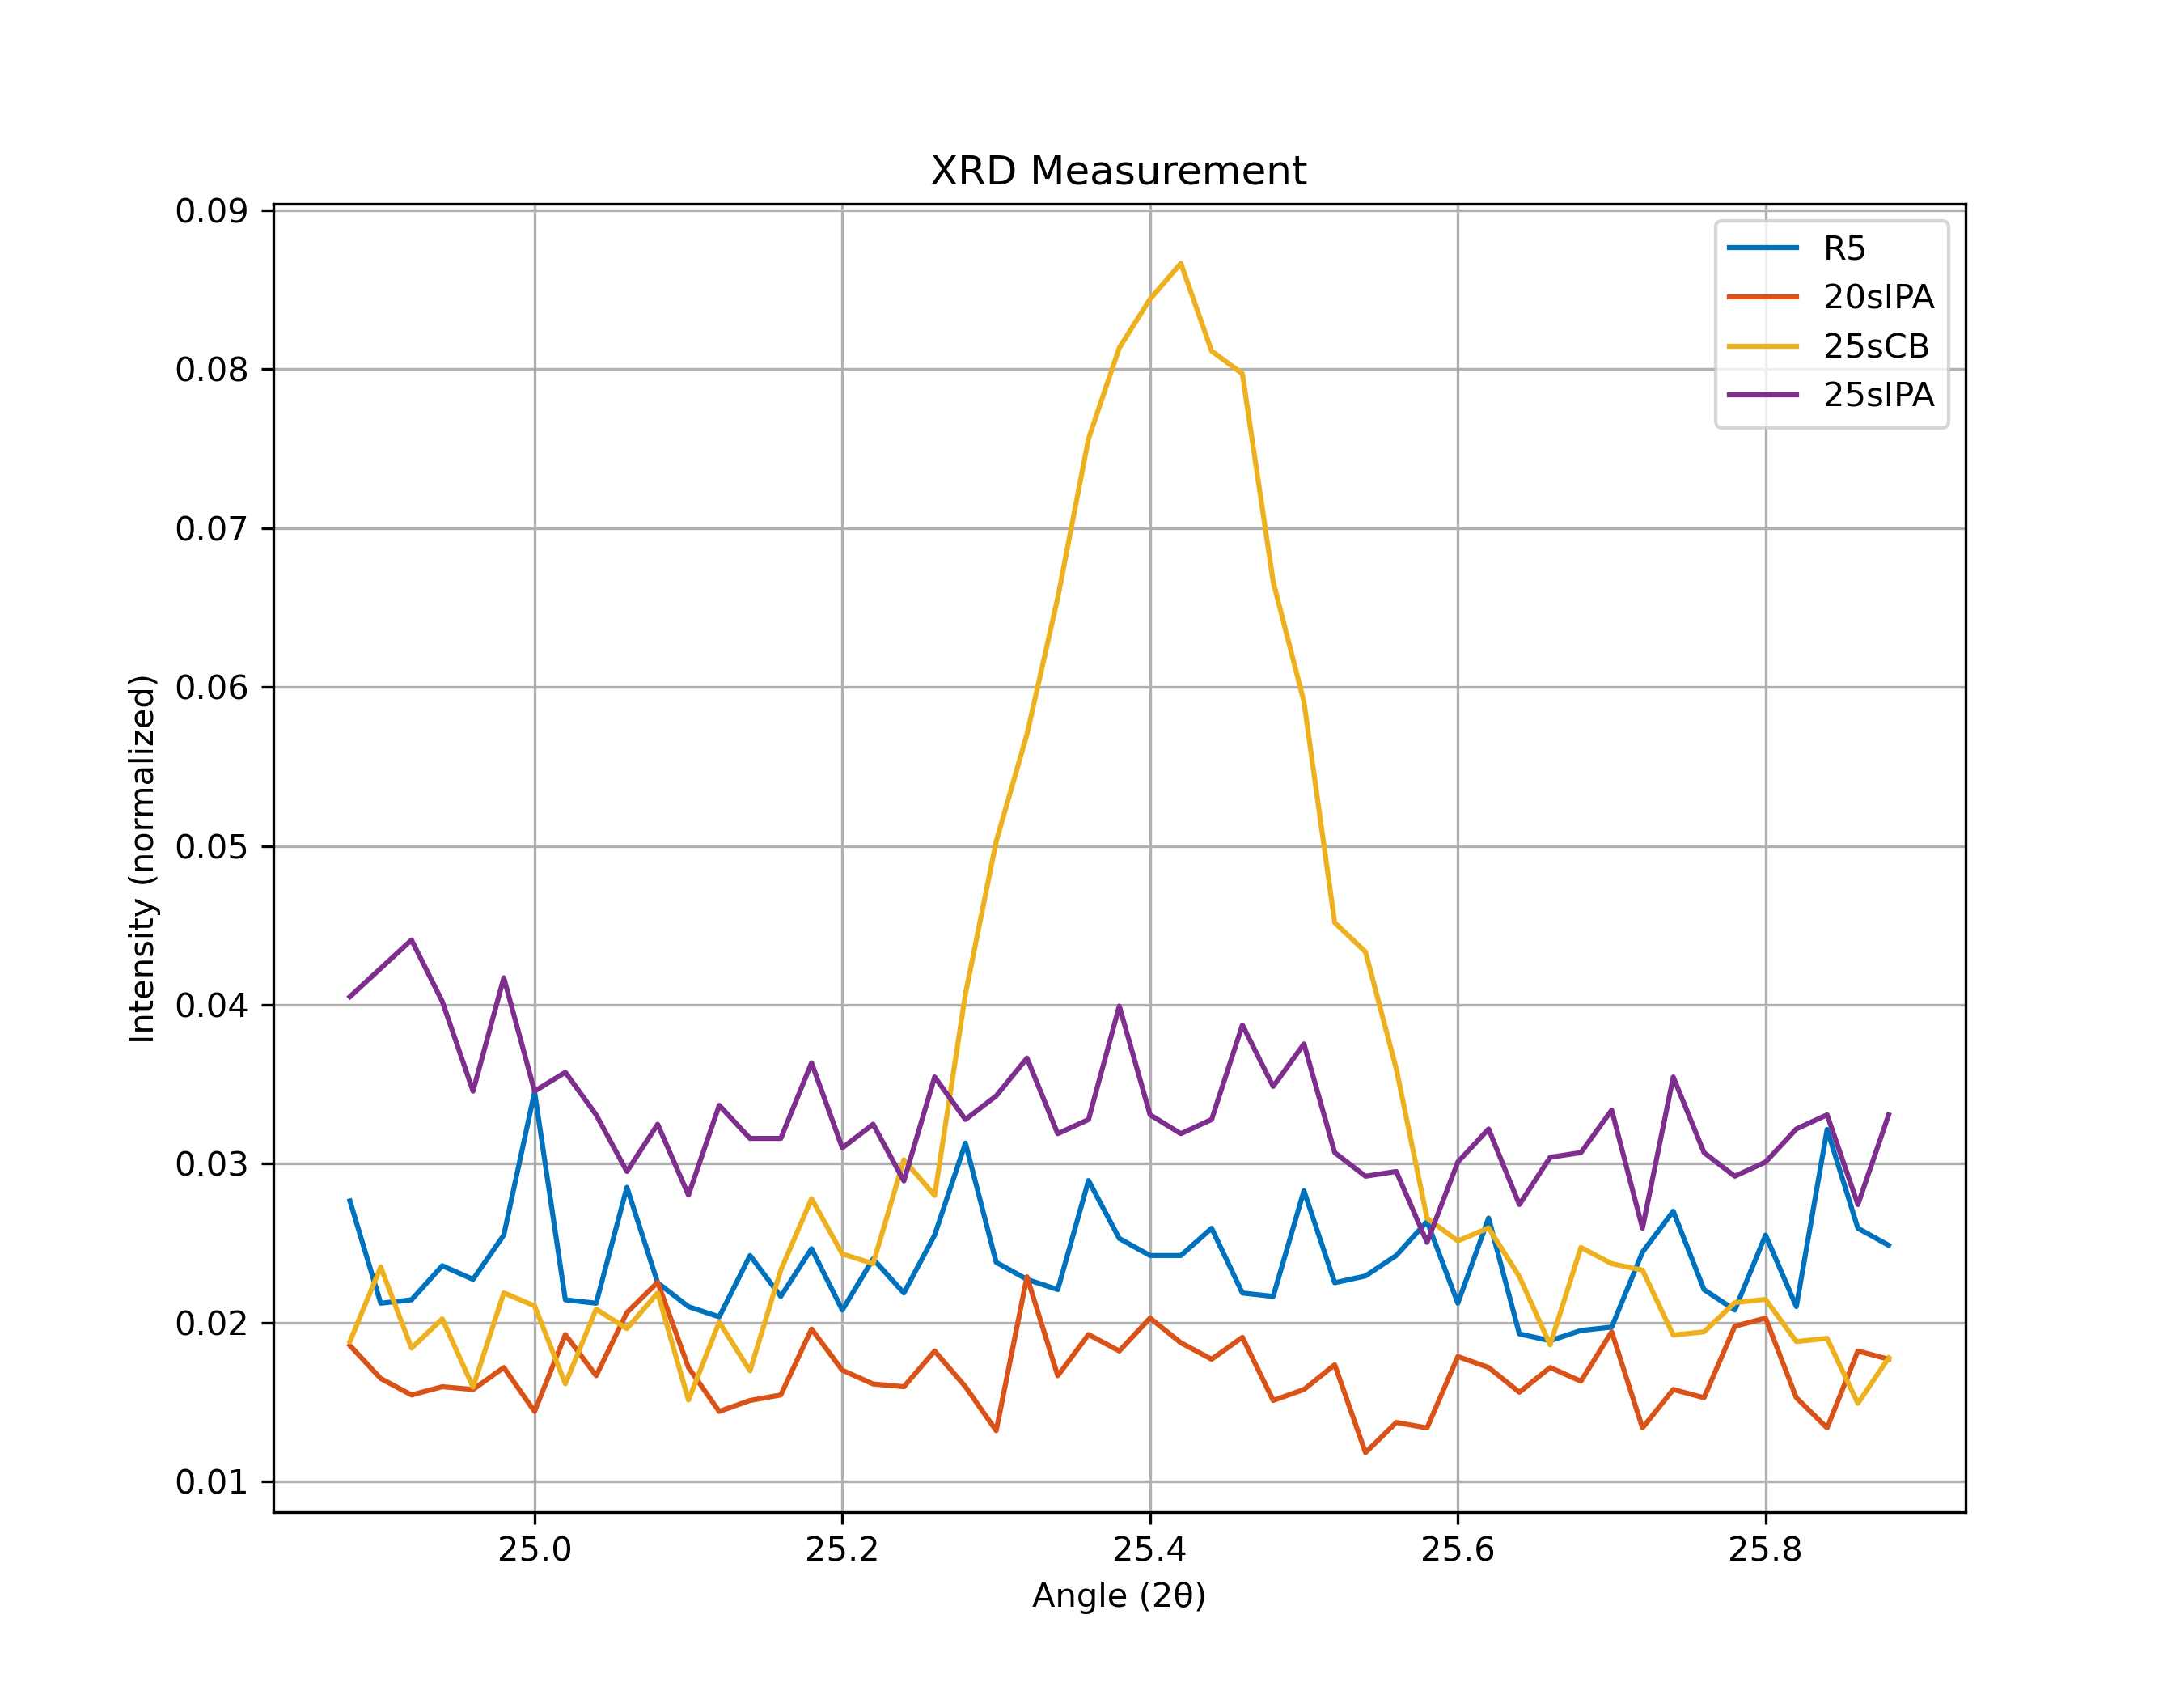 XRD Measurement
0.09
0.08
0.07
0.06
0.05
0.04
0.03
0.02
0.01
Intensity (normalized)
R5
20sIPA
25sCB
25sIPA
25.0 25.2 25.4 25.6 25.8
Angle (2θ)